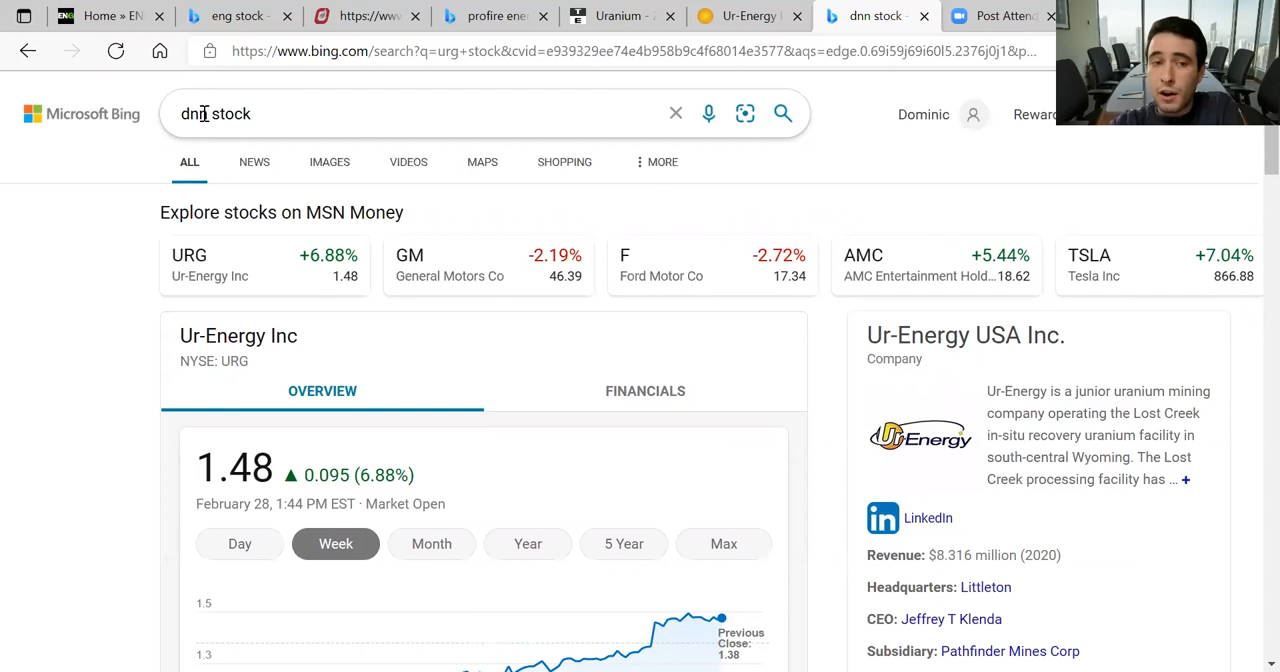 Home » EN
eng stock -
https://www
profire ener
Uranium - 2
Ur-Energy I
dnn stock -
Post Attend
https://www.bing.com/search?q=urg+stock&cvid=e939329ee74e4b958b9c4f68014e3577&aqs=edge.0.69i59j69i60l5.2376j0j1&p...
Microsoft Bing
dnn stock
Dominic
Rewar
ALL
NEWS
IMAGES
VIDEOS
MAPS
SHOPPING
MORE
Explore stocks on MSN Money
URG +6.88%
Ur-Energy Inc 1.48
GM -2.19%
General Motors Co 46.39
F -2.72%
Ford Motor Co 17.34
AMC +5.44%
AMC Entertainment Hold... 18.62
TSLA +7.04%
Tesla Inc 866.88
Ur-Energy Inc
NYSE: URG
OVERVIEW
FINANCIALS
1.48 ▲ 0.095 (6.88%)
February 28, 1:44 PM EST · Market Open
Day
Week
Month
Year
5 Year
Max
1.5
1.3
Previous
Close:
1.38
Ur-Energy USA Inc.
Company
Ur Energy
Ur-Energy is a junior uranium mining
company operating the Lost Creek
in-situ recovery uranium facility in
south-central Wyoming. The Lost
Creek processing facility has ... +
in LinkedIn
Revenue: $8.316 million (2020)
Headquarters: Littleton
CEO: Jeffrey T Klenda
Subsidiary: Pathfinder Mines Corp